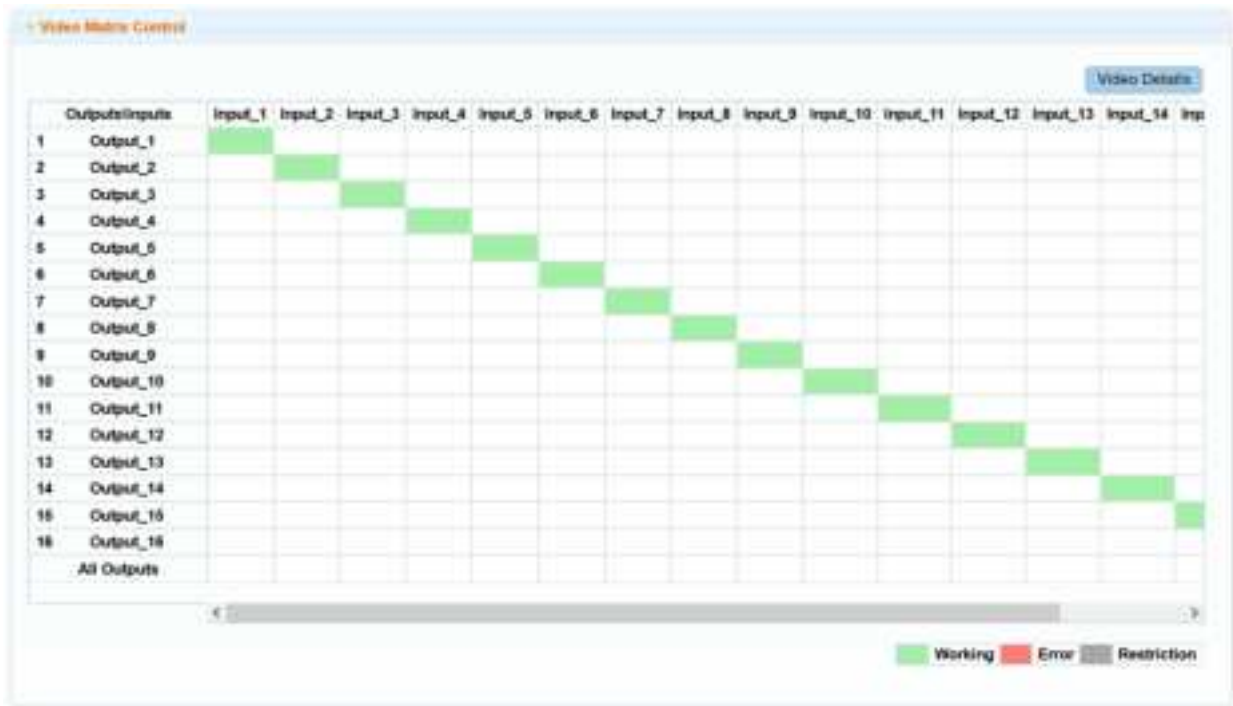 Video Matrix Control
Video Details
Outputs\Inputs Input_1 Input_2 Input_3 Input_4 Input_5 Input_6 Input_7 Input_8 Input_9 Input_10 Input_11 Input_12 Input_13 Input_14 Inp
1 Output_1
2 Output_2
3 Output_3
4 Output_4
5 Output_5
6 Output_6
7 Output_7
8 Output_8
9 Output_9
10 Output_10
11 Output_11
12 Output_12
13 Output_13
14 Output_14
15 Output_15
16 Output_16
All Outputs
Working Error Restriction